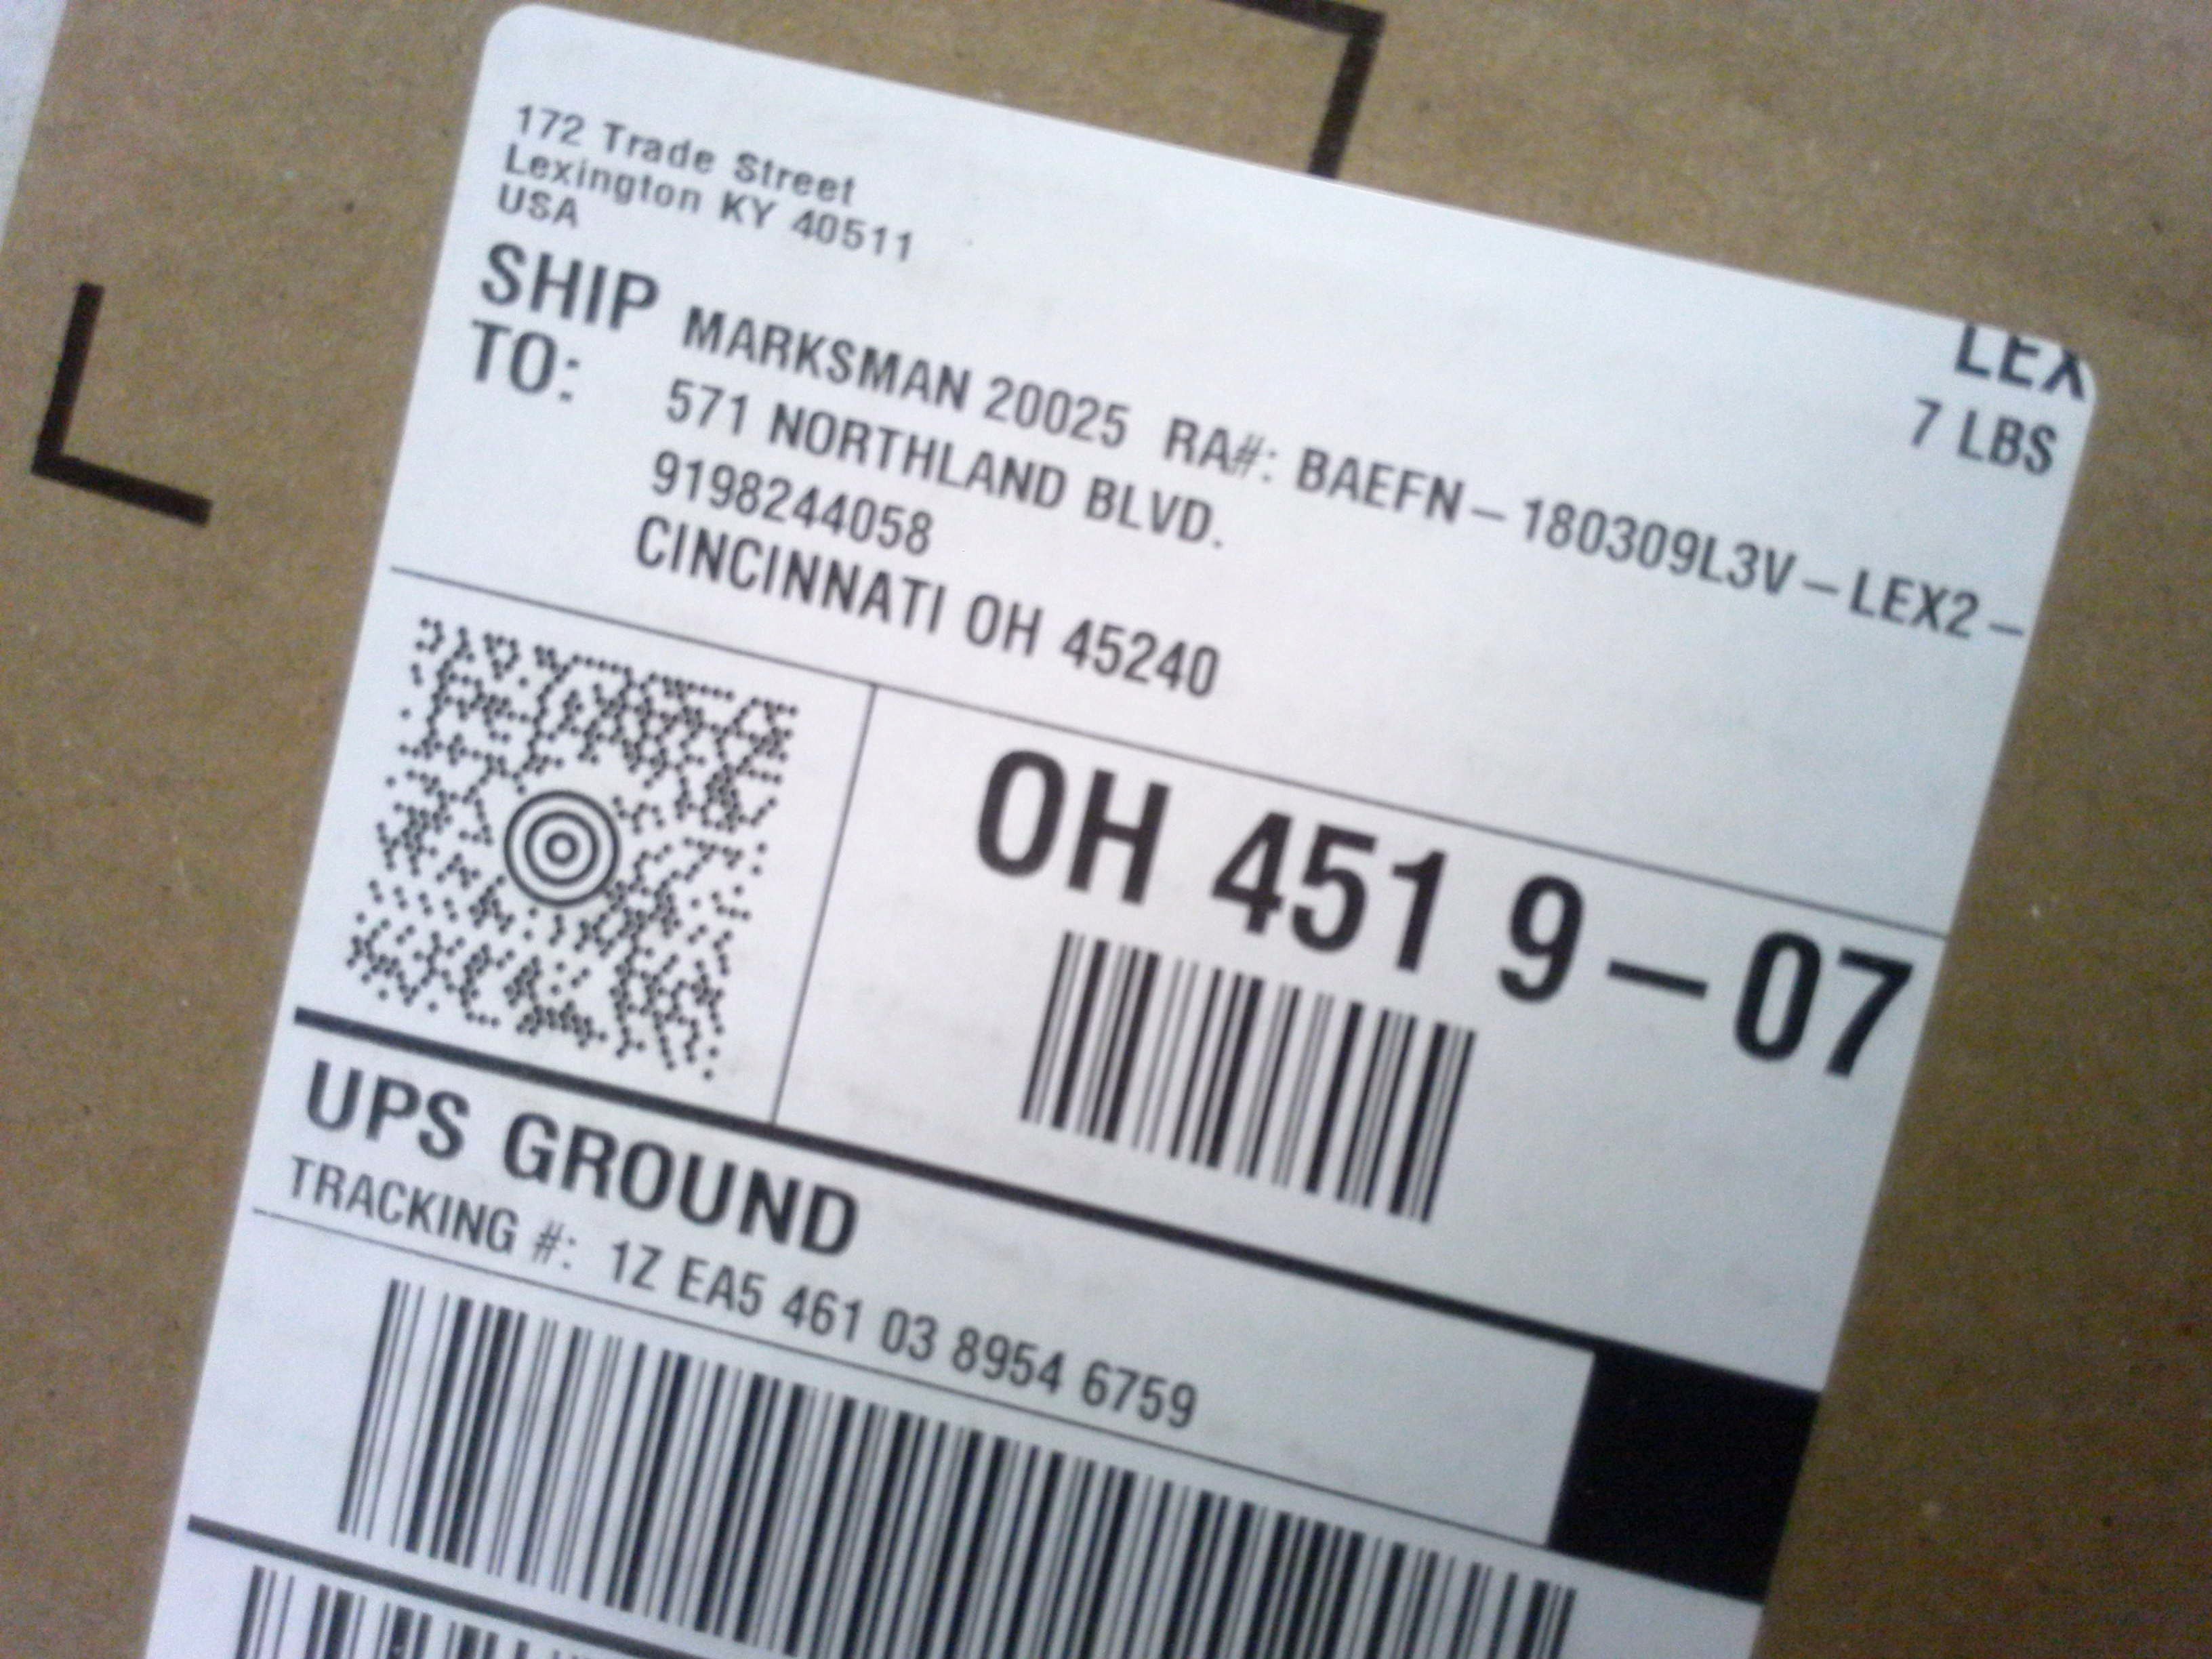 172 Trade Street
Lexington KY 40511
USA
LEX
7 LBS
SHIP
TO:
MARKSMAN 20025 RA#: BAEFN-180309L3V-LEX2-
571 NORTHLAND BLVD.
9198244058
CINCINNATI OH 45240
OH 451 9-07
UPS GROUND
TRACKING #: 1Z EA5 461 03 8954 6759